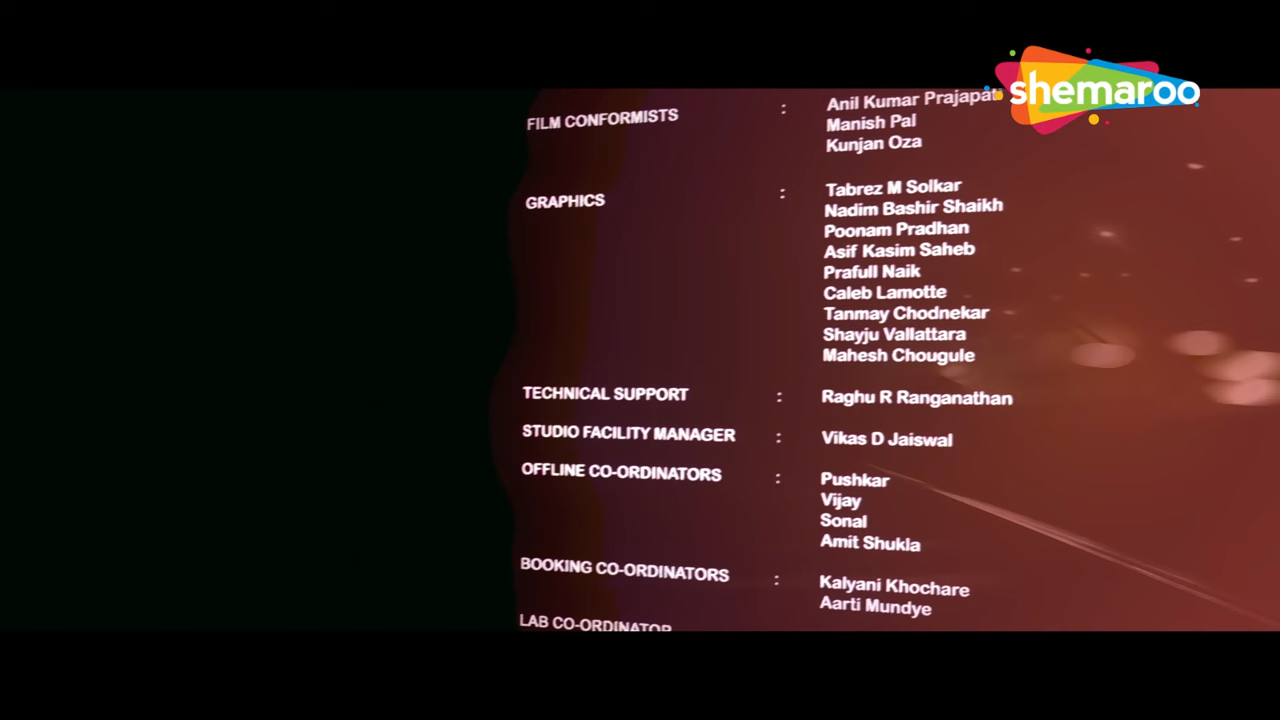 shemaroo
FILM CONFORMISTS : Anil Kumar Prajapati
Manish Pal
Kunjan Oza
GRAPHICS : Tabrez M Solkar
Nadim Bashir Shaikh
Poonam Pradhan
Asif Kasim Saheb
Prafull Naik
Caleb Lamotte
Tanmay Chodnekar
Shayju Vallattara
Mahesh Chougule
TECHNICAL SUPPORT : Raghu R Ranganathan
STUDIO FACILITY MANAGER : Vikas D Jaiswal
OFFLINE CO-ORDINATORS : Pushkar
Vijay
Sonal
Amit Shukla
BOOKING CO-ORDINATORS : Kalyani Khochare
Aarti Mundye
LAB CO-ORDINATOR